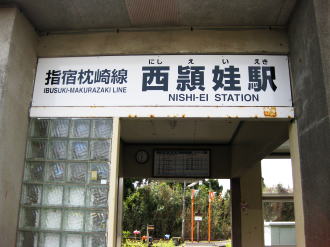 指宿枕崎線
IBUSUKI-MAKURAZAKI LINE
にし え い えき
西頴娃駅
NISHI-EI STATION